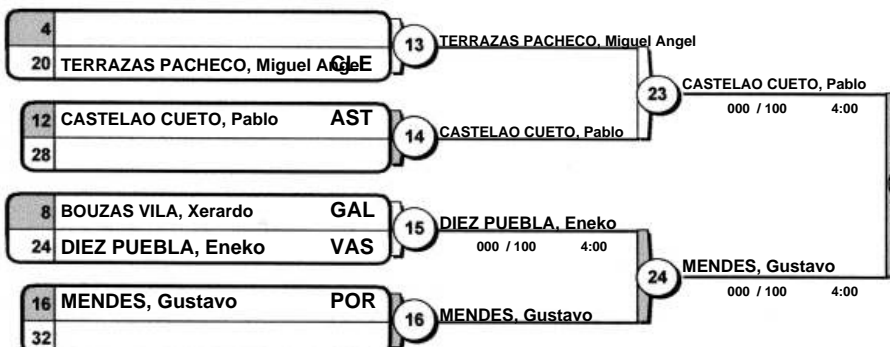 4
20 TERRAZAS PACHECO, Miguel Angel CLE
13 TERRAZAS PACHECO, Miguel Angel
12 CASTELAO CUETO, Pablo AST
28
14 CASTELAO CUETO, Pablo
23 CASTELAO CUETO, Pablo
000 / 100 4:00
8 BOUZAS VILA, Xerardo GAL
24 DIEZ PUEBLA, Eneko VAS
15 DIEZ PUEBLA, Eneko
000 / 100 4:00
16 MENDES, Gustavo POR
32
16 MENDES, Gustavo
24 MENDES, Gustavo
000 / 100 4:00